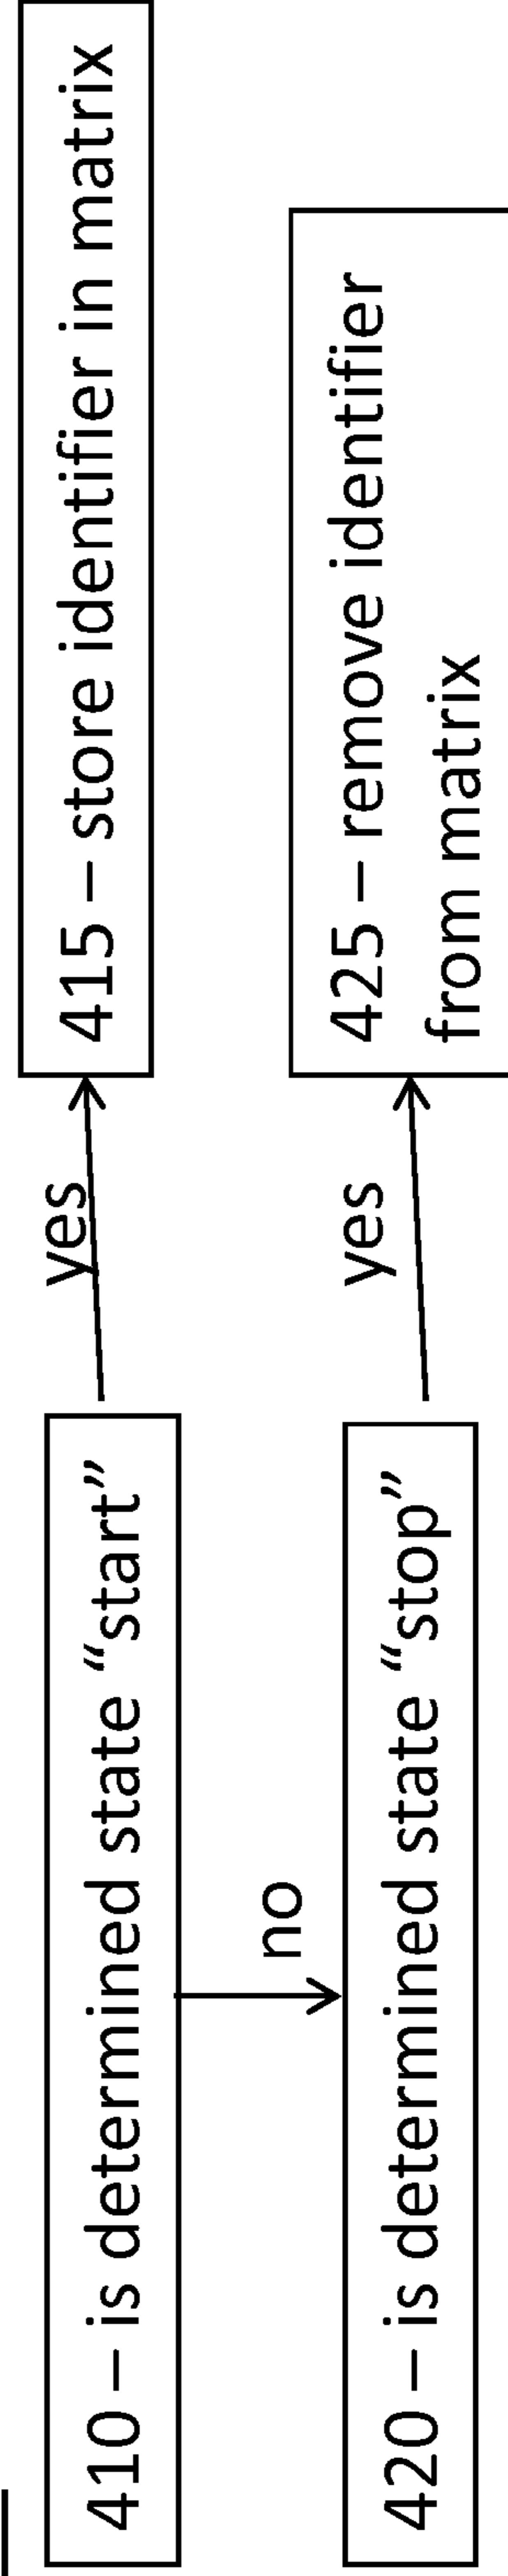 410 – is determined state “start”
yes
415 – store identifier in matrix
no
420 – is determined state “stop”
yes
425 – remove identifier
from matrix